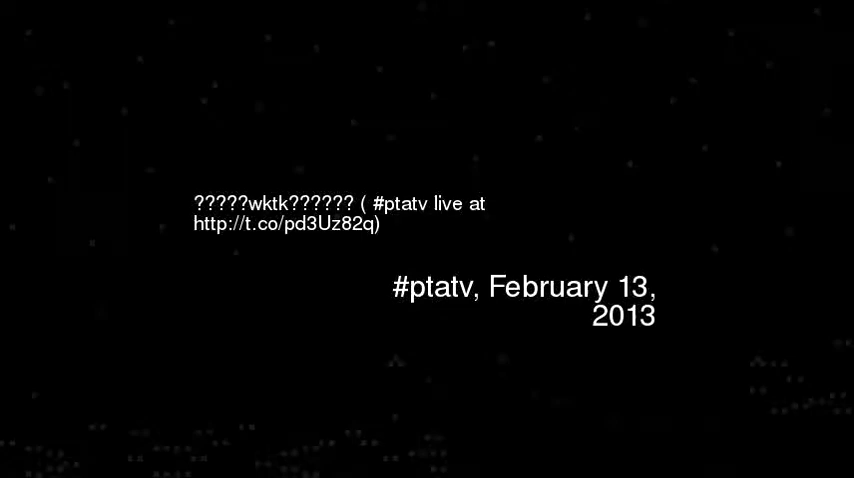 ?????wktk?????? ( #ptatv live at
http://t.co/pd3Uz82q)
#ptatv, February 13,
2013